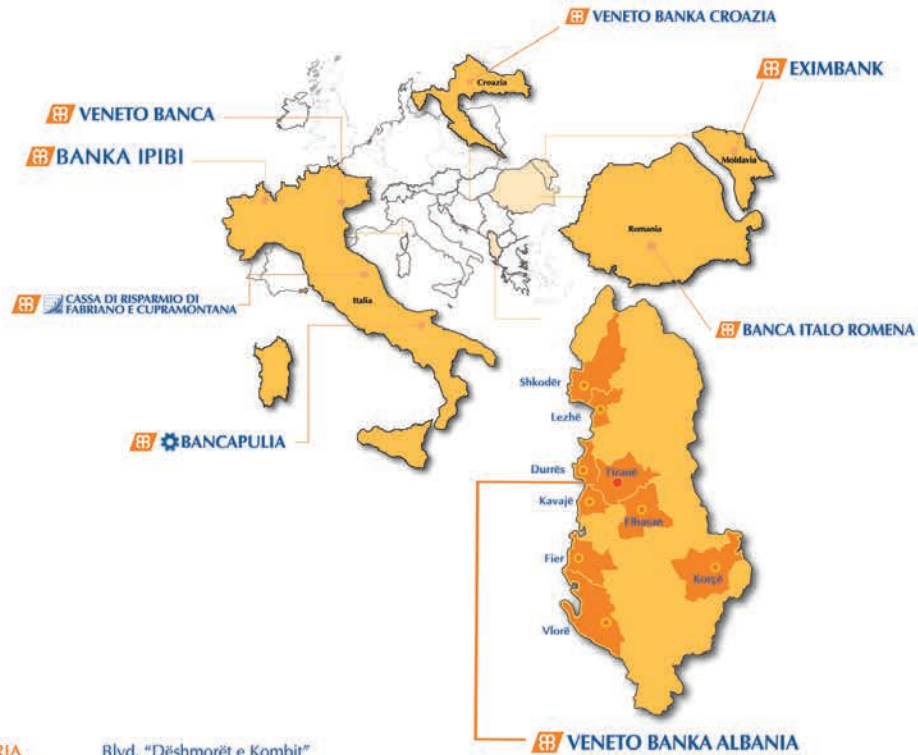 VENETO BANKA CROAZIA
Croazia
EXIMBANK
Moldavia
VENETO BANCA
BANKA IPIBI
Romania
Italia
CASSA DI RISPARMIO DI
FABRIANO E CUPRAMONTANA
BANCA ITALO ROMENA
Shkodër
Lezhë
BANCAPULIA
Durrës
Tiranë
Kavajë
Elbasan
Fier
Korçë
Vlorë
VENETO BANKA ALBANIA
RIA Blvd. "Dëshmorët e Kombit"